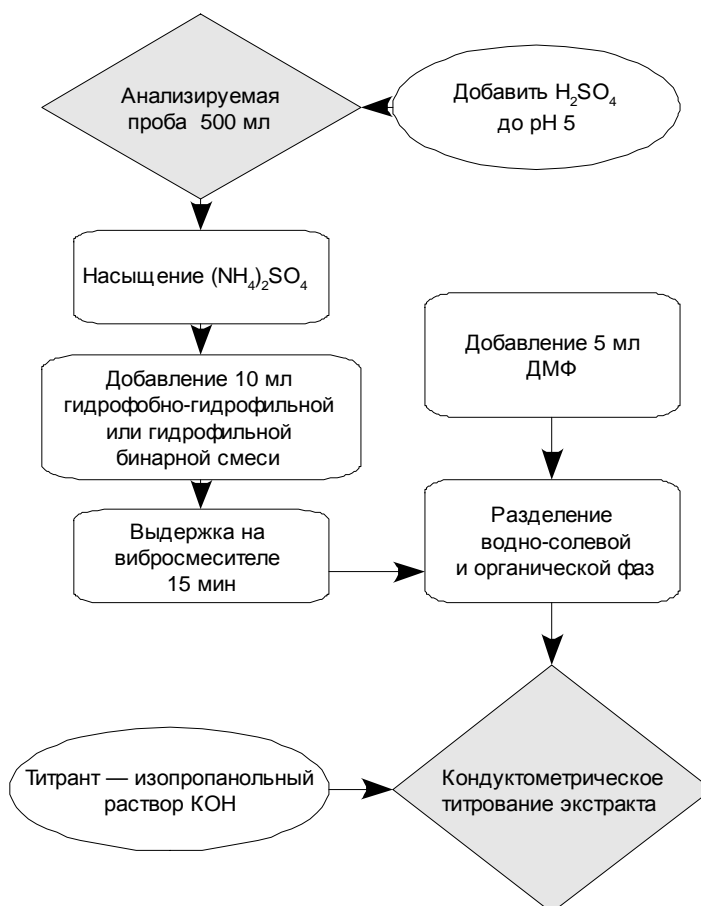 Анализируемая
проба 500 мл
Добавить H₂SO₄
до pH 5
Насыщение (NH₄)₂SO₄
Добавление 10 мл
гидрофобно-гидрофильной
или гидрофильной
бинарной смеси
Выдержка на
вибросмесителе
15 мин
Добавление 5 мл
ДМФ
Разделение
водно-солевой
и органической фаз
Титрант — изопропанольный
раствор КОН
Кондуктометрическое
титрование экстракта